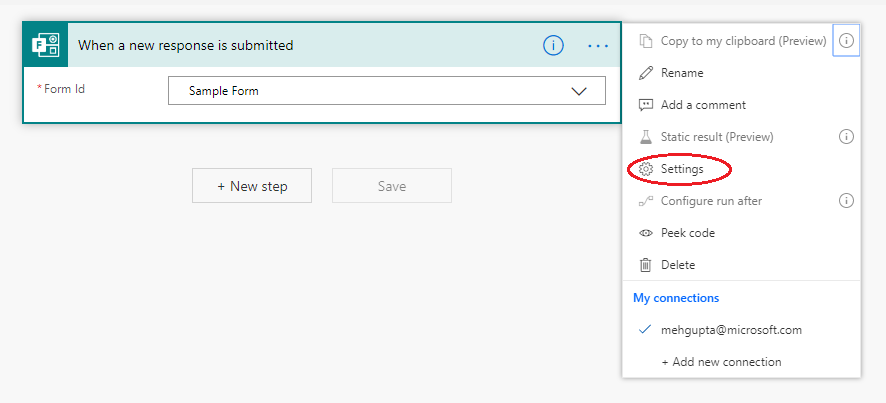 When a new response is submitted
* Form Id
Sample Form
+ New step
Save
Copy to my clipboard (Preview)
Rename
Add a comment
Static result (Preview)
Settings
Configure run after
Peek code
Delete
My connections
mehgupta@microsoft.com
+ Add new connection